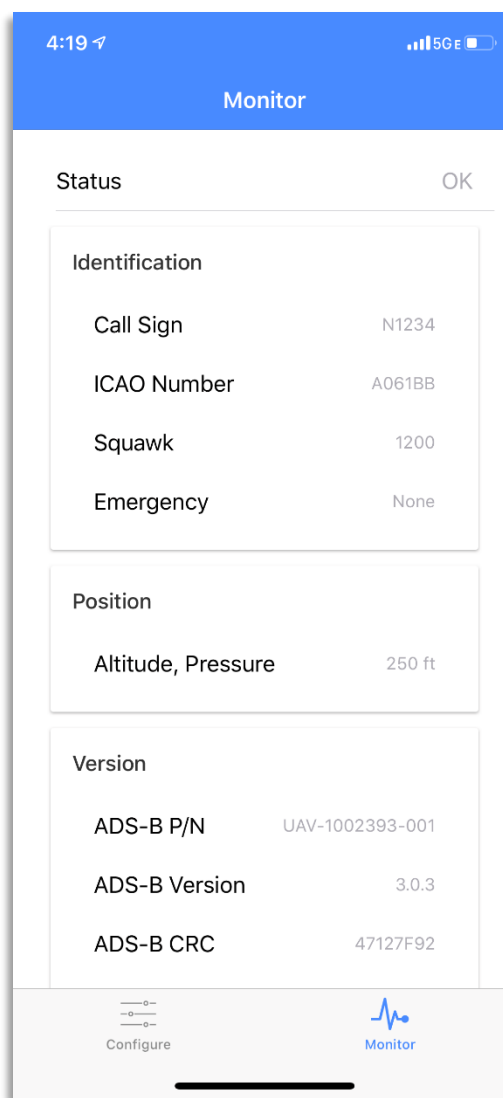 4:19 5G E
Monitor
Status OK
Identification
Call Sign N1234
ICAO Number A061BB
Squawk 1200
Emergency None
Position
Altitude, Pressure 250 ft
Version
ADS-B P/N UAV-1002393-001
ADS-B Version 3.0.3
ADS-B CRC 47127F92
Configure Monitor